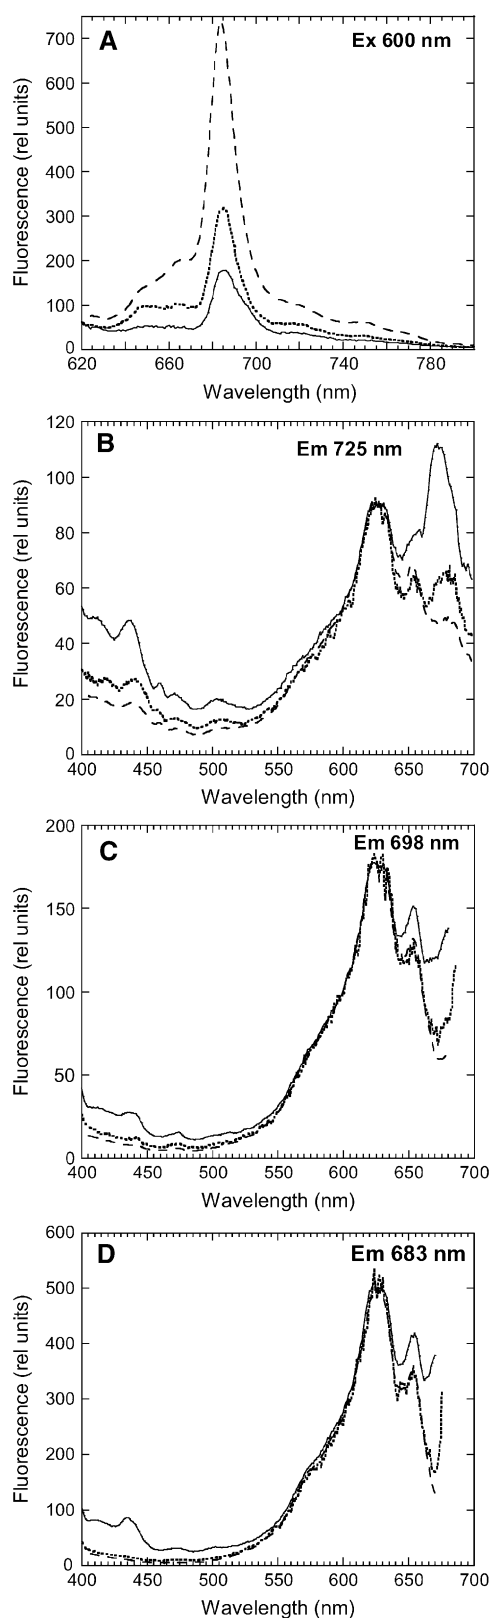 A
Ex 600 nm
700
600
500
400
300
200
100
0
Fluorescence (rel units)
620 660 700 740 780
Wavelength (nm)
B
Em 725 nm
120
100
80
60
40
20
0
Fluorescence (rel units)
400 450 500 550 600 650 700
Wavelength (nm)
C
Em 698 nm
200
150
100
50
0
Fluorescence (rel units)
400 450 500 550 600 650 700
Wavelength (nm)
D
Em 683 nm
600
500
400
300
200
100
0
Fluorescence (rel units)
400 450 500 550 600 650 700
Wavelength (nm)